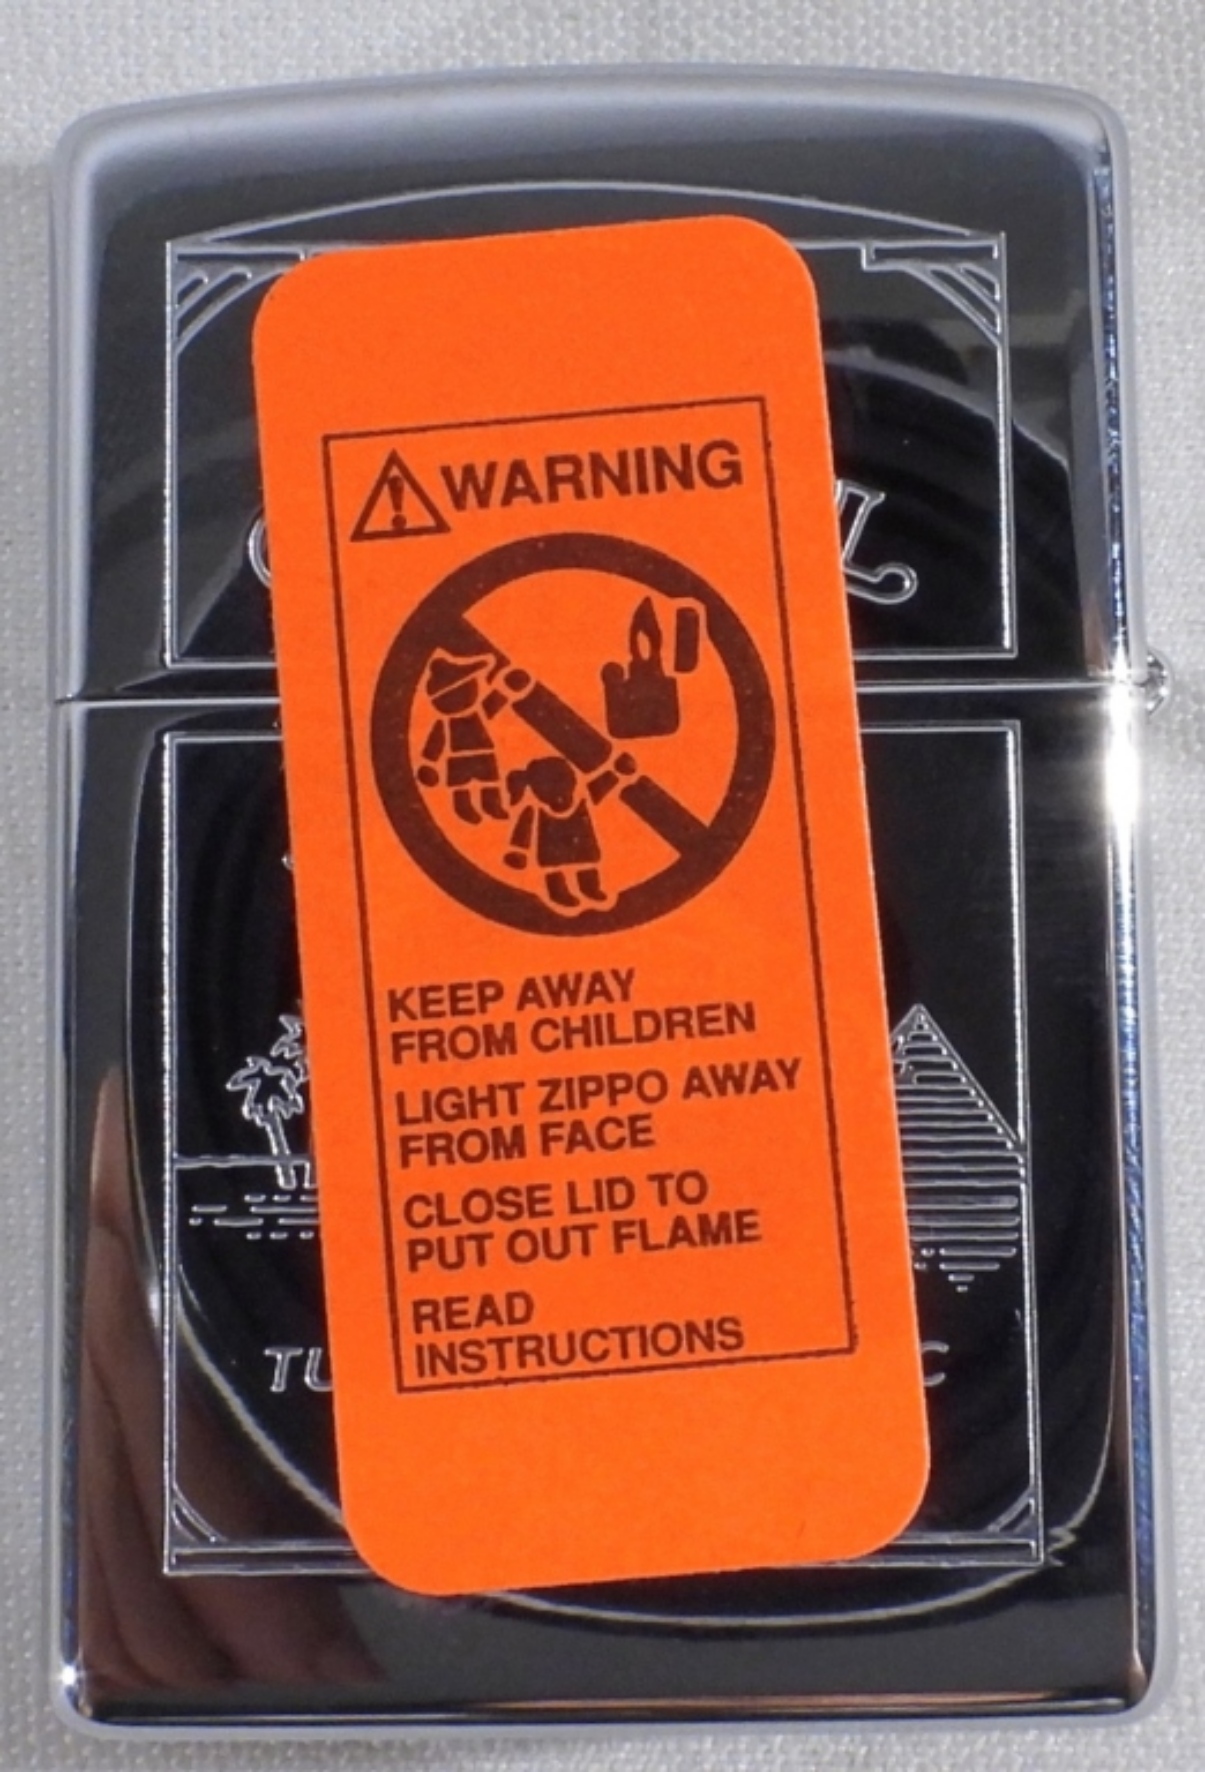 WARNING
KEEP AWAY
FROM CHILDREN
LIGHT ZIPPO AWAY
FROM FACE
CLOSE LID TO
PUT OUT FLAME
READ
INSTRUCTIONS